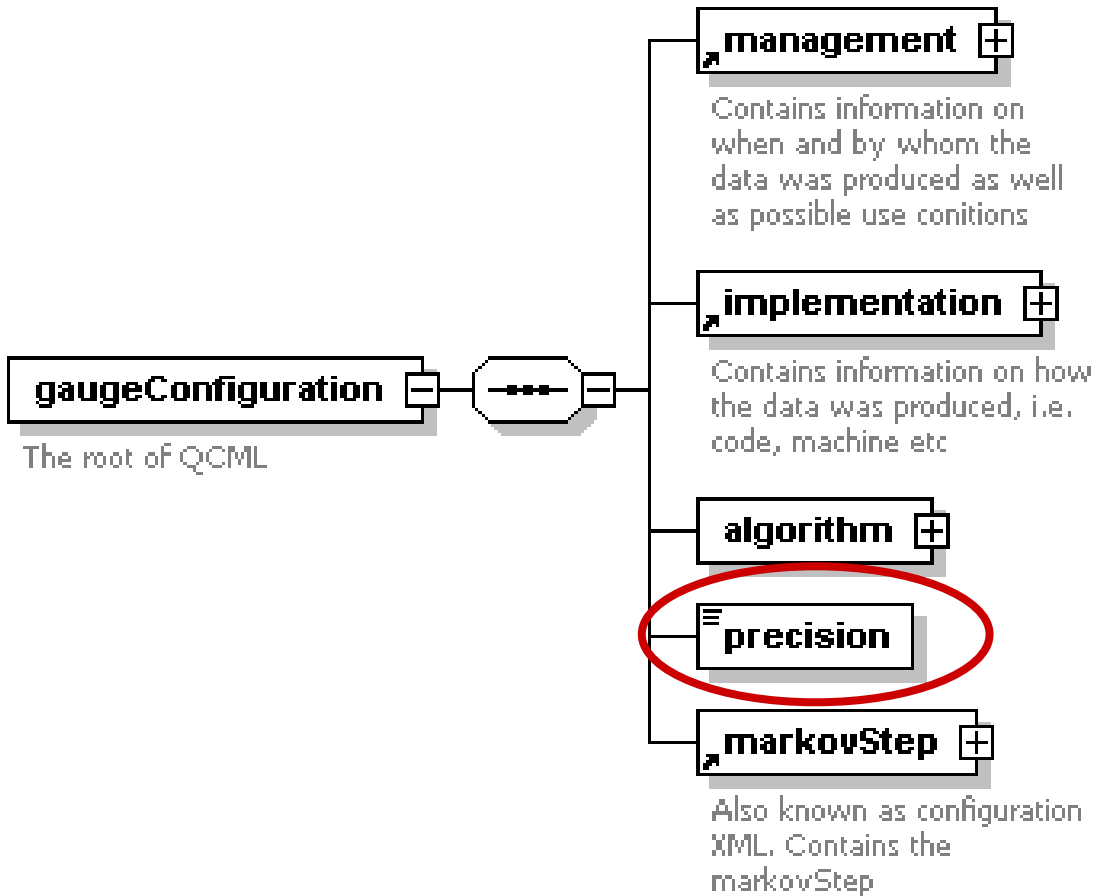 management
Contains information on
when and by whom the
data was produced as well
as possible use conitions
implementation
Contains information on how
the data was produced, i.e.
code, machine etc
gaugeConfiguration
The root of QCML
algorithm
precision
markovStep
Also known as configuration
XML. Contains the
markovStep